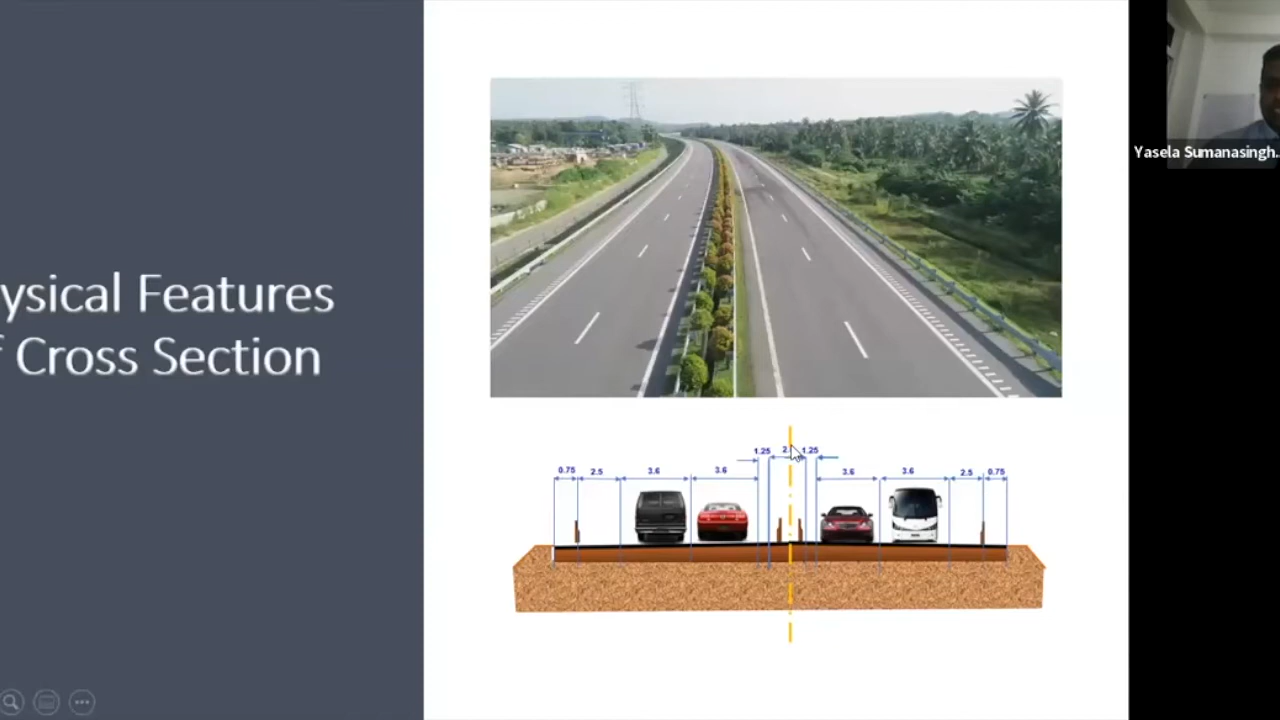 ysical Features
f Cross Section
Yasela Sumanasingh...
1.25 2. 1.25
0.75 2.5 3.6 3.6 3.6 3.6 2.5 0.75